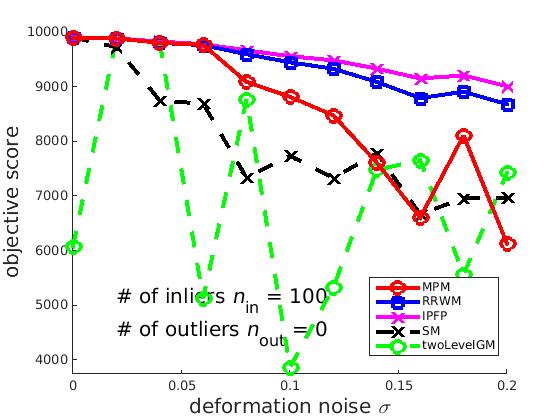 10000
9000
8000
7000
6000
5000
4000
objective score
# of inliers n_in = 100
# of outliers n_out = 0
MPM
RRWM
IPFP
SM
twoLevelGM
0 0.05 0.1 0.15 0.2
deformation noise σ